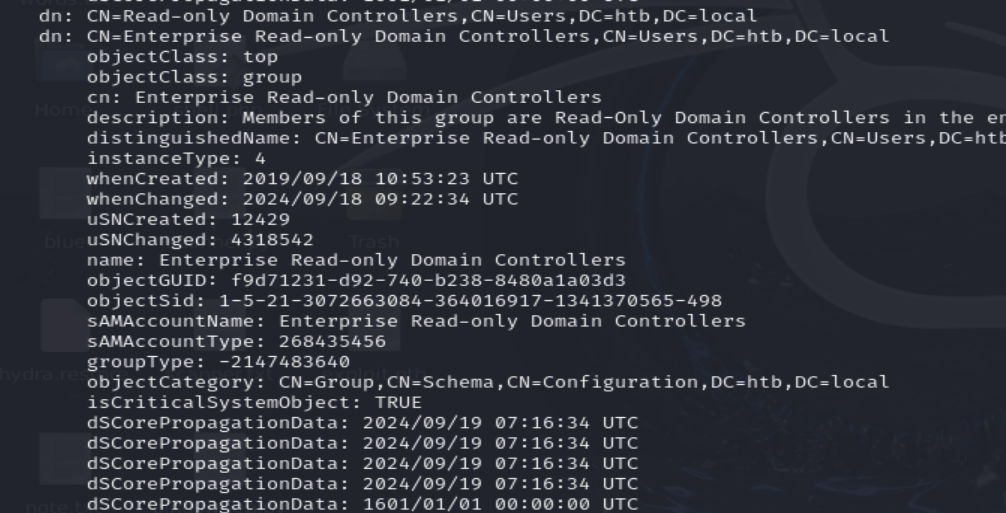 dn: CN=Read-only Domain Controllers,CN=Users,DC=htb,DC=local
dn: CN=Enterprise Read-only Domain Controllers,CN=Users,DC=htb,DC=local
objectClass: top
objectClass: group
cn: Enterprise Read-only Domain Controllers
description: Members of this group are Read-Only Domain Controllers in the en
distinguishedName: CN=Enterprise Read-only Domain Controllers,CN=Users,DC=htb
instanceType: 4
whenCreated: 2019/09/18 10:53:23 UTC
whenChanged: 2024/09/18 09:22:34 UTC
uSNCreated: 12429
uSNChanged: 4318542
name: Enterprise Read-only Domain Controllers
objectGUID: f9d71231-d92-740-b238-8480a1a03d3
objectSid: 1-5-21-3072663084-364016917-1341370565-498
sAMAccountName: Enterprise Read-only Domain Controllers
sAMAccountType: 268435456
groupType: -2147483640
objectCategory: CN=Group,CN=Schema,CN=Configuration,DC=htb,DC=local
isCriticalSystemObject: TRUE
dSCorePropagationData: 2024/09/19 07:16:34 UTC
dSCorePropagationData: 2024/09/19 07:16:34 UTC
dSCorePropagationData: 2024/09/19 07:16:34 UTC
dSCorePropagationData: 2024/09/19 07:16:34 UTC
dSCorePropagationData: 1601/01/01 00:00:00 UTC
Home
Trash